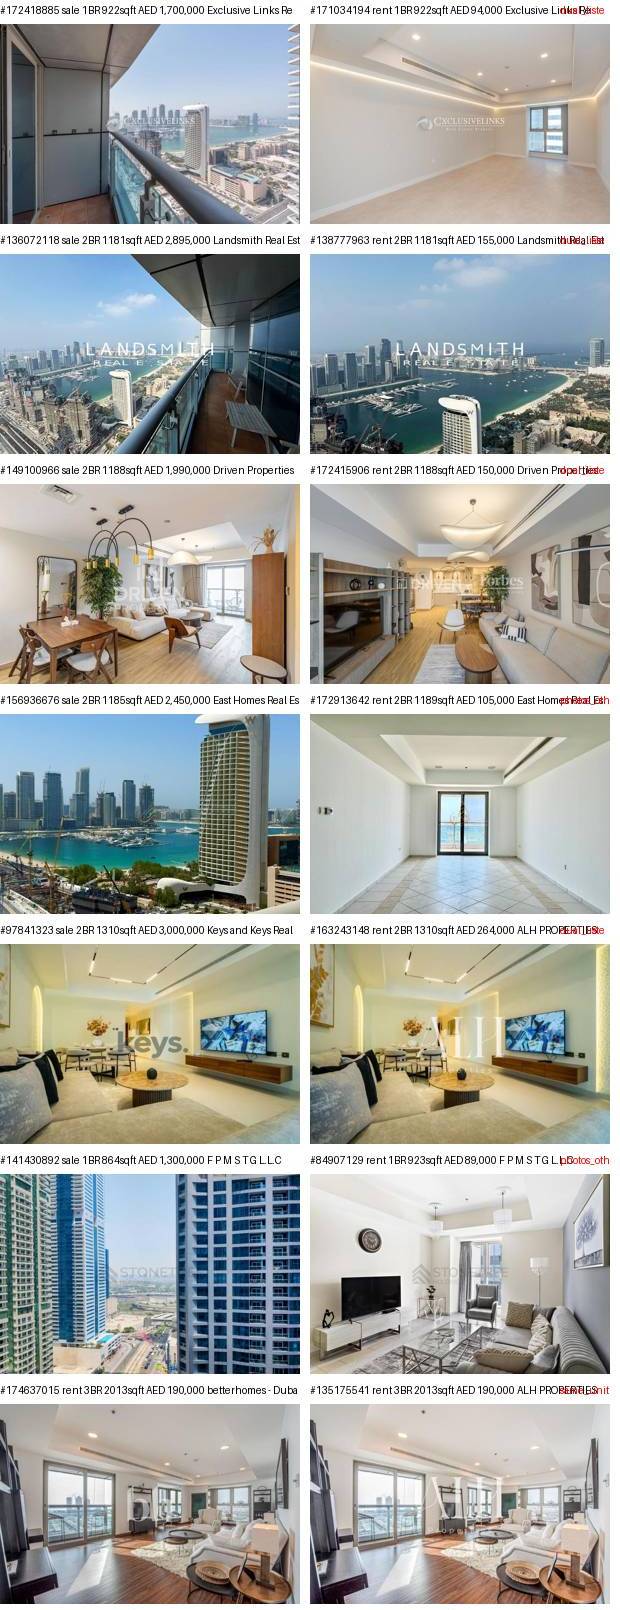 #172418885 sale 1BR 922sqft AED 1,700,000 Exclusive Links Re
#171034194 rent 1BR 922sqft AED 94,000 Exclusive Links Re
EXCLUSIVELINKS
EXCLUSIVELINKS
#136072118 sale 2BR 1181sqft AED 2,895,000 Landsmith Real Est
#138777963 rent 2BR 1181sqft AED 155,000 Landsmith Real Est
LANDSMITH
REAL ESTATE
LANDSMITH
REAL ESTATE
#149100966 sale 2BR 1188sqft AED 1,990,000 Driven Properties
#172415906 rent 2BR 1188sqft AED 150,000 Driven Properties
DRIVEN
DRIVEN
Forbes
#156936676 sale 2BR 1185sqft AED 2,450,000 East Homes Real Es
#172913642 rent 2BR 1189sqft AED 105,000 East Homes Real Es
#97841323 sale 2BR 1310sqft AED 3,000,000 Keys and Keys Real
#163243148 rent 2BR 1310sqft AED 264,000 ALH PROPERTIES
keys.
ALH
#141430892 sale 1BR 864sqft AED 1,300,000 F P M S T G L.L.C
#84907129 rent 1BR 923sqft AED 89,000 F P M S T G L.L.C
#174637015 rent 3BR 2013sqft AED 190,000 betterhomes - Duba
#135175541 rent 3BR 2013sqft AED 190,000 ALH PROPERTIES
ALH